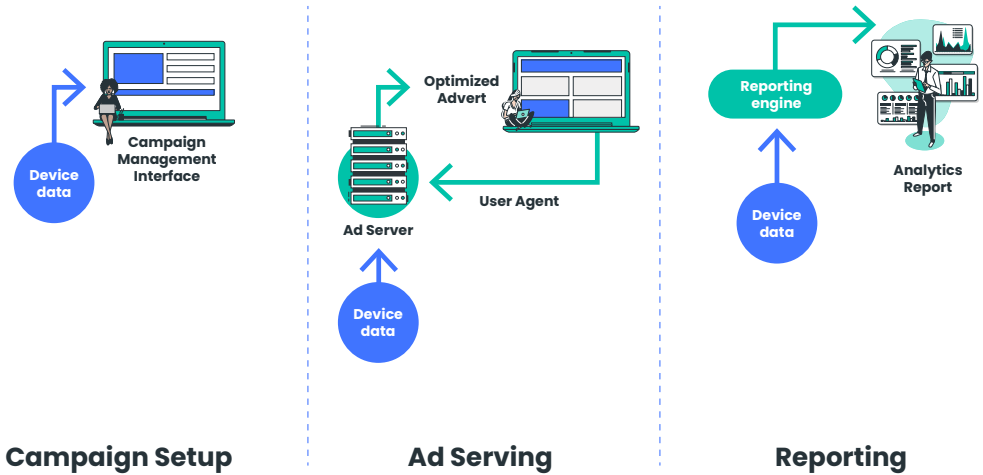 Campaign
Management
Interface
Device
data
Campaign Setup
Optimized
Advert
User Agent
Ad Server
Device
data
Ad Serving
Reporting
engine
Analytics
Report
Device
data
Reporting